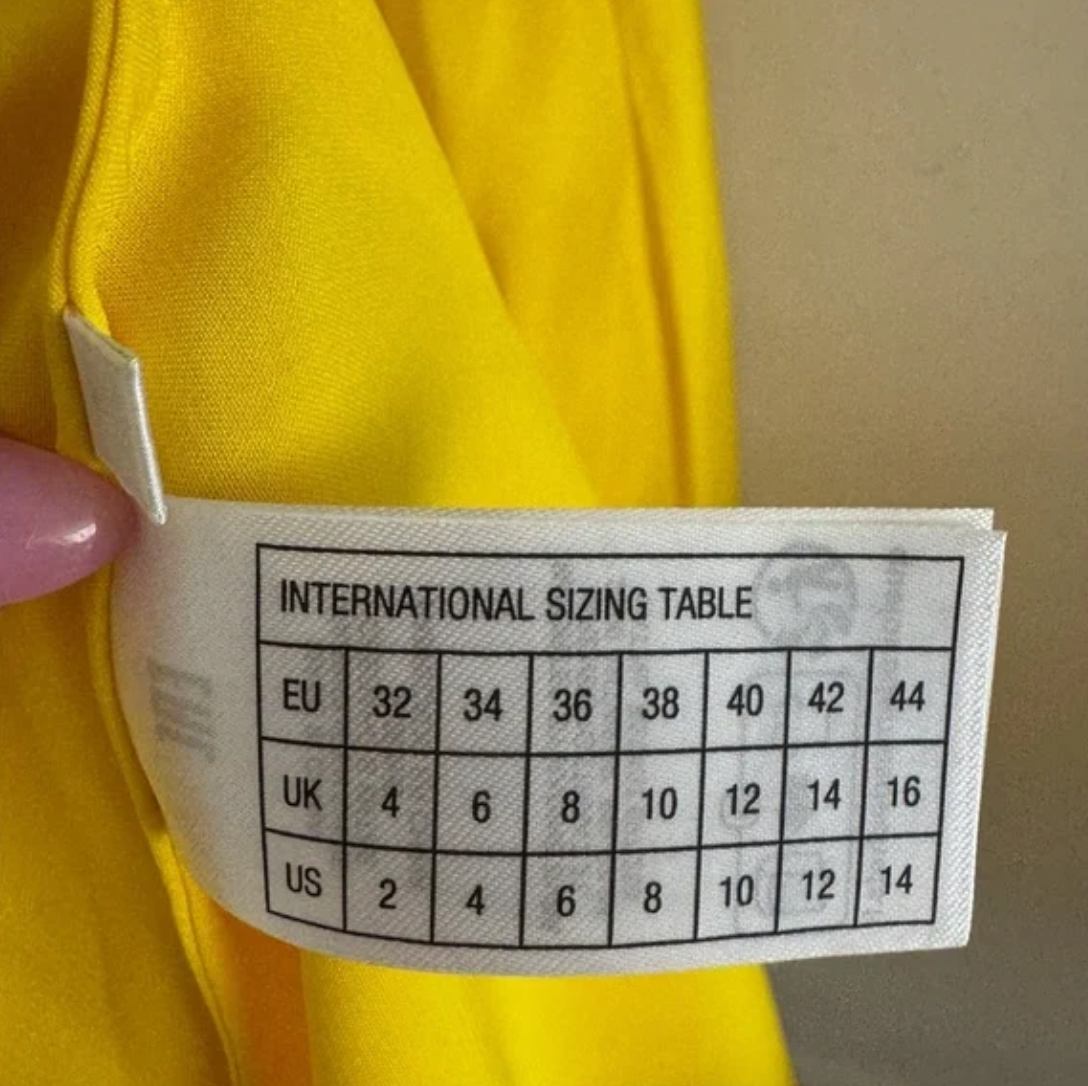 INTERNATIONAL SIZING TABLE
EU 32 34 36 38 40 42 44
UK 4 6 8 10 12 14 16
US 2 4 6 8 10 12 14